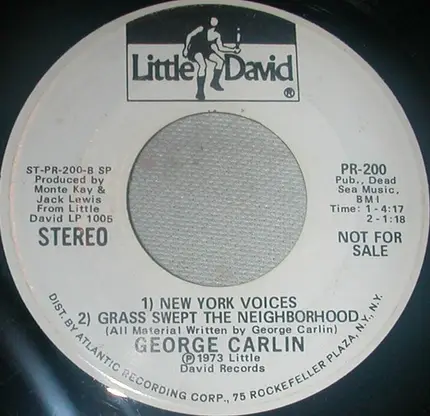 Little David
®
ST-PR-200-B SP
Produced by
Monte Kay &
Jack Lewis
From Little
David LP 1005
STEREO
PR-200
Pub., Dead
Sea Music,
BMI
Time: 1-4:17
2-1:18
NOT FOR
SALE
1) NEW YORK VOICES
2) GRASS SWEPT THE NEIGHBORHOOD
(All Material Written by George Carlin)
GEORGE CARLIN
℗1973 Little
David Records
DIST. BY ATLANTIC RECORDING CORP., 75 ROCKEFELLER PLAZA, N.Y., N.Y.